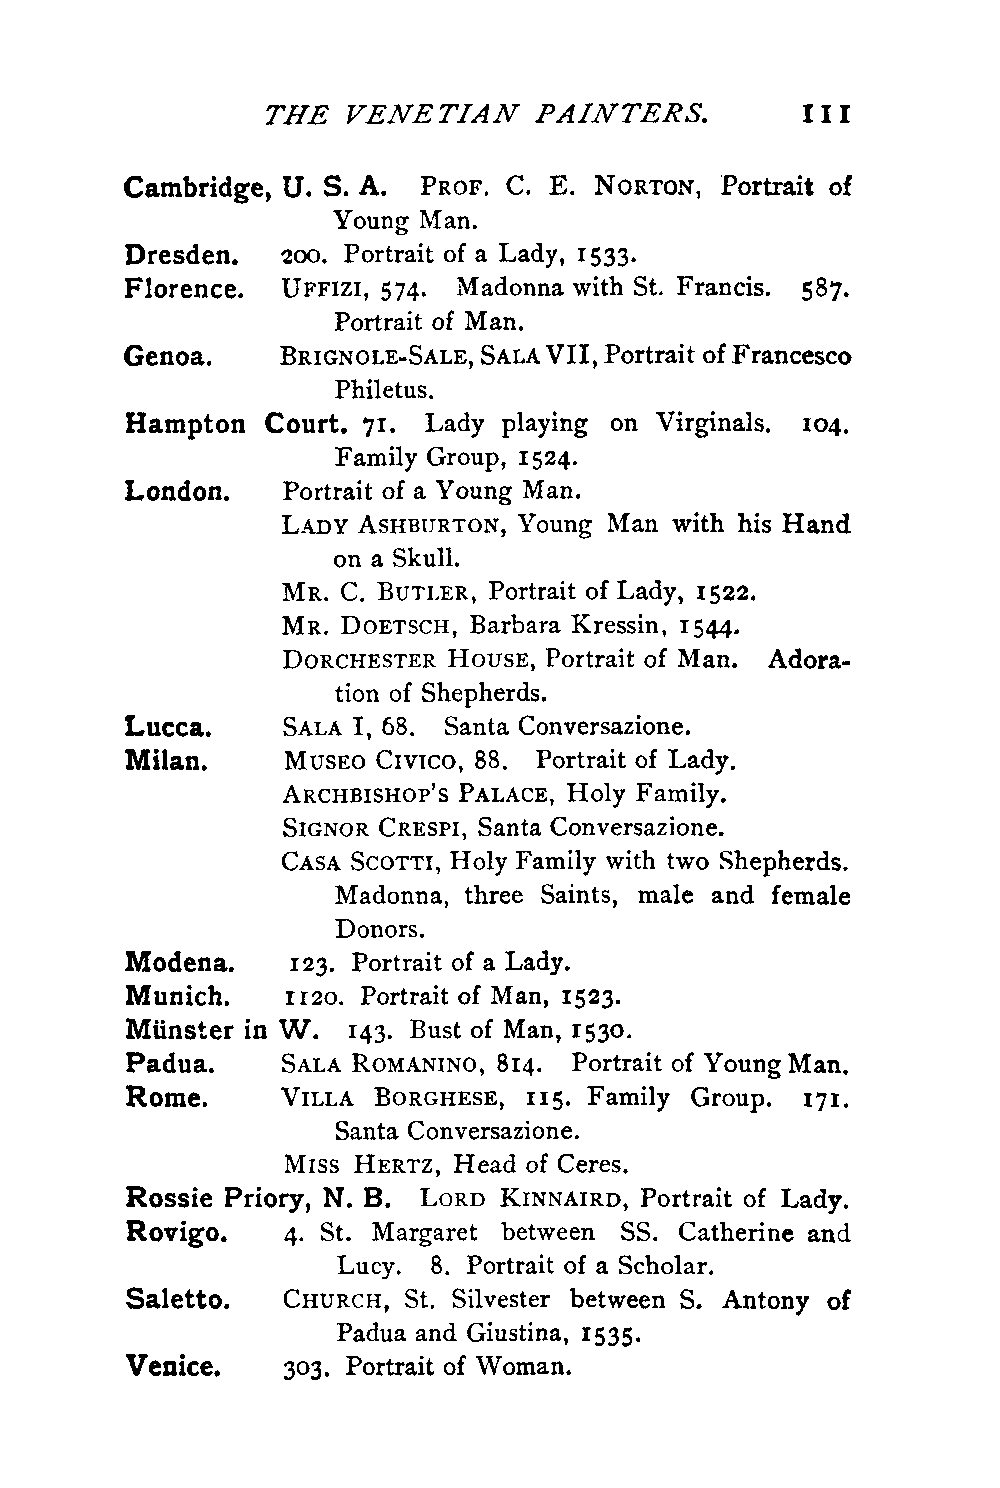 THE VENETIAN PAINTERS. 111
Cambridge, U. S. A. PROF. C. E. NORTON, Portrait of
Young Man.
Dresden. 200. Portrait of a Lady, 1533.
Florence. UFFIZI, 574. Madonna with St. Francis. 587.
Portrait of Man.
Genoa. BRIGNOLE-SALE, SALA VII, Portrait of Francesco
Philetus.
Hampton Court. 71. Lady playing on Virginals. 104.
Family Group, 1524.
London. Portrait of a Young Man.
LADY ASHBURTON, Young Man with his Hand
on a Skull.
MR. C. BUTLER, Portrait of Lady, 1522.
MR. DOETSCH, Barbara Kressin, 1544.
DORCHESTER HOUSE, Portrait of Man. Adora-
tion of Shepherds.
Lucca. SALA I, 68. Santa Conversazione.
Milan. MUSEO CIVICO, 88. Portrait of Lady.
ARCHBISHOP'S PALACE, Holy Family.
SIGNOR CRESPI, Santa Conversazione.
CASA SCOTTI, Holy Family with two Shepherds.
Madonna, three Saints, male and female
Donors.
Modena. 123. Portrait of a Lady.
Munich. 1120. Portrait of Man, 1523.
Münster in W. 143. Bust of Man, 1530.
Padua. SALA ROMANINO, 814. Portrait of Young Man.
Rome. VILLA BORGHESE, 115. Family Group. 171.
Santa Conversazione.
MISS HERTZ, Head of Ceres.
Rossie Priory, N. B. LORD KINNAIRD, Portrait of Lady.
Rovigo. 4. St. Margaret between SS. Catherine and
Lucy. 8. Portrait of a Scholar.
Saletto. CHURCH, St. Silvester between S. Antony of
Padua and Giustina, 1535.
Venice. 303. Portrait of Woman.